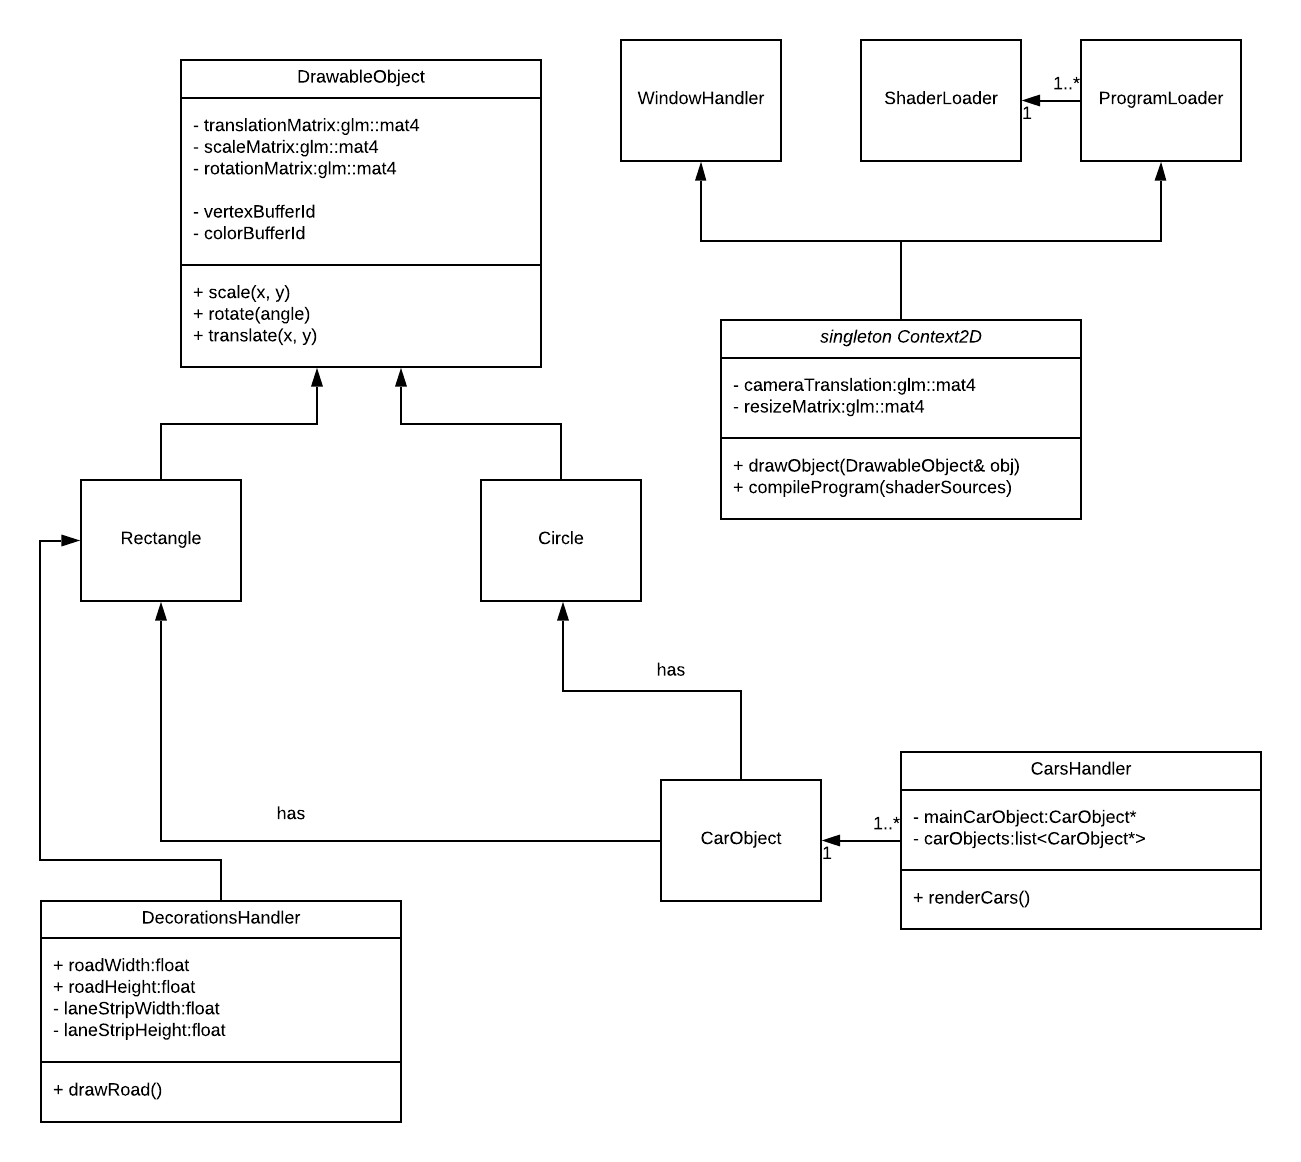 DrawableObject
- translationMatrix:glm::mat4
- scaleMatrix:glm::mat4
- rotationMatrix:glm::mat4
- vertexBufferId
- colorBufferId
+ scale(x, y)
+ rotate(angle)
+ translate(x, y)
WindowHandler
ShaderLoader
1..*
1
ProgramLoader
singleton Context2D
- cameraTranslation:glm::mat4
- resizeMatrix:glm::mat4
+ drawObject(DrawableObject& obj)
+ compileProgram(shaderSources)
Rectangle
Circle
has
has
CarObject
1..*
1
CarsHandler
- mainCarObject:CarObject*
- carObjects:list<CarObject*>
+ renderCars()
DecorationsHandler
+ roadWidth:float
+ roadHeight:float
- laneStripWidth:float
- laneStripHeight:float
+ drawRoad()